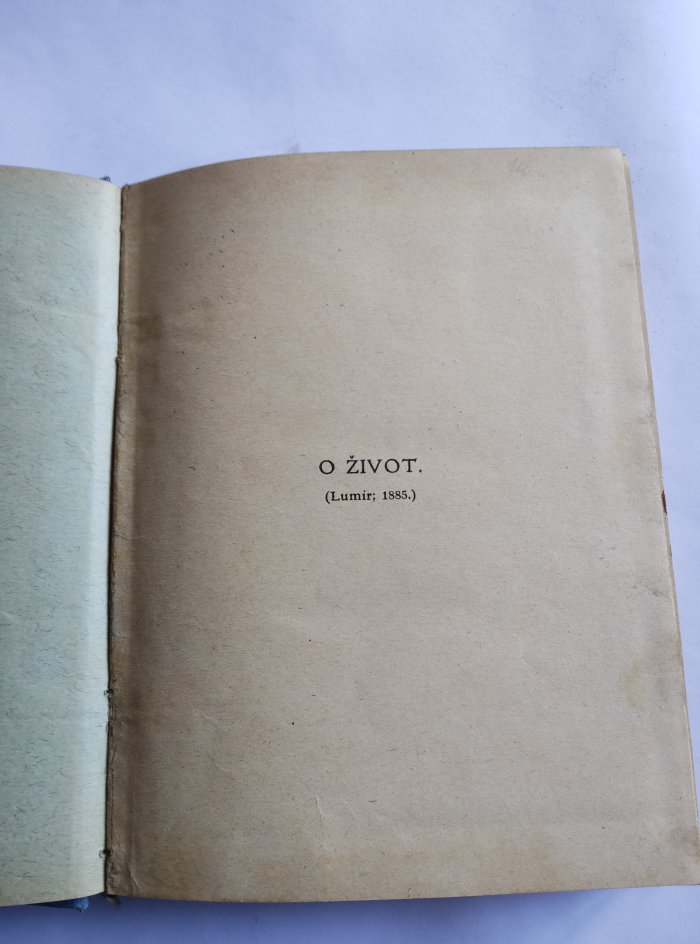 O ŽIVOT.
(Lumír; 1885.)